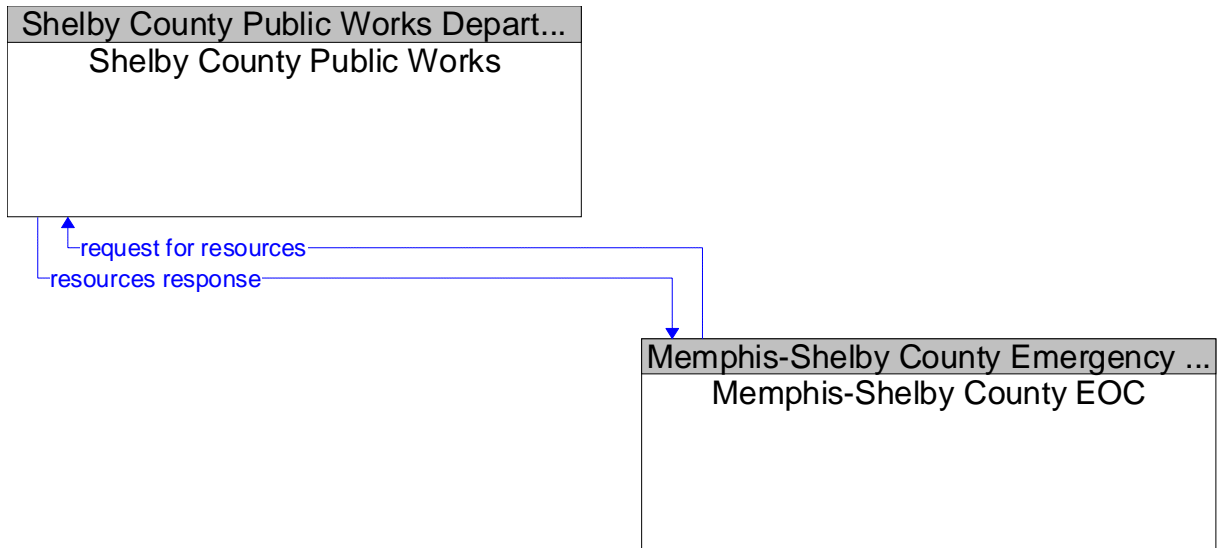 Shelby County Public Works Depart...
Shelby County Public Works
request for resources
resources response
Memphis-Shelby County Emergency ...
Memphis-Shelby County EOC